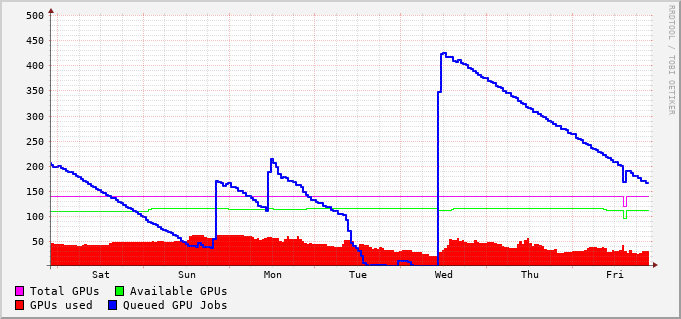 500
450
400
350
300
250
200
150
100
50
Sat Sun Mon Tue Wed Thu Fri
Total GPUs Available GPUs
GPUs used Queued GPU Jobs
RRDTOOL / TOBI OETIKER